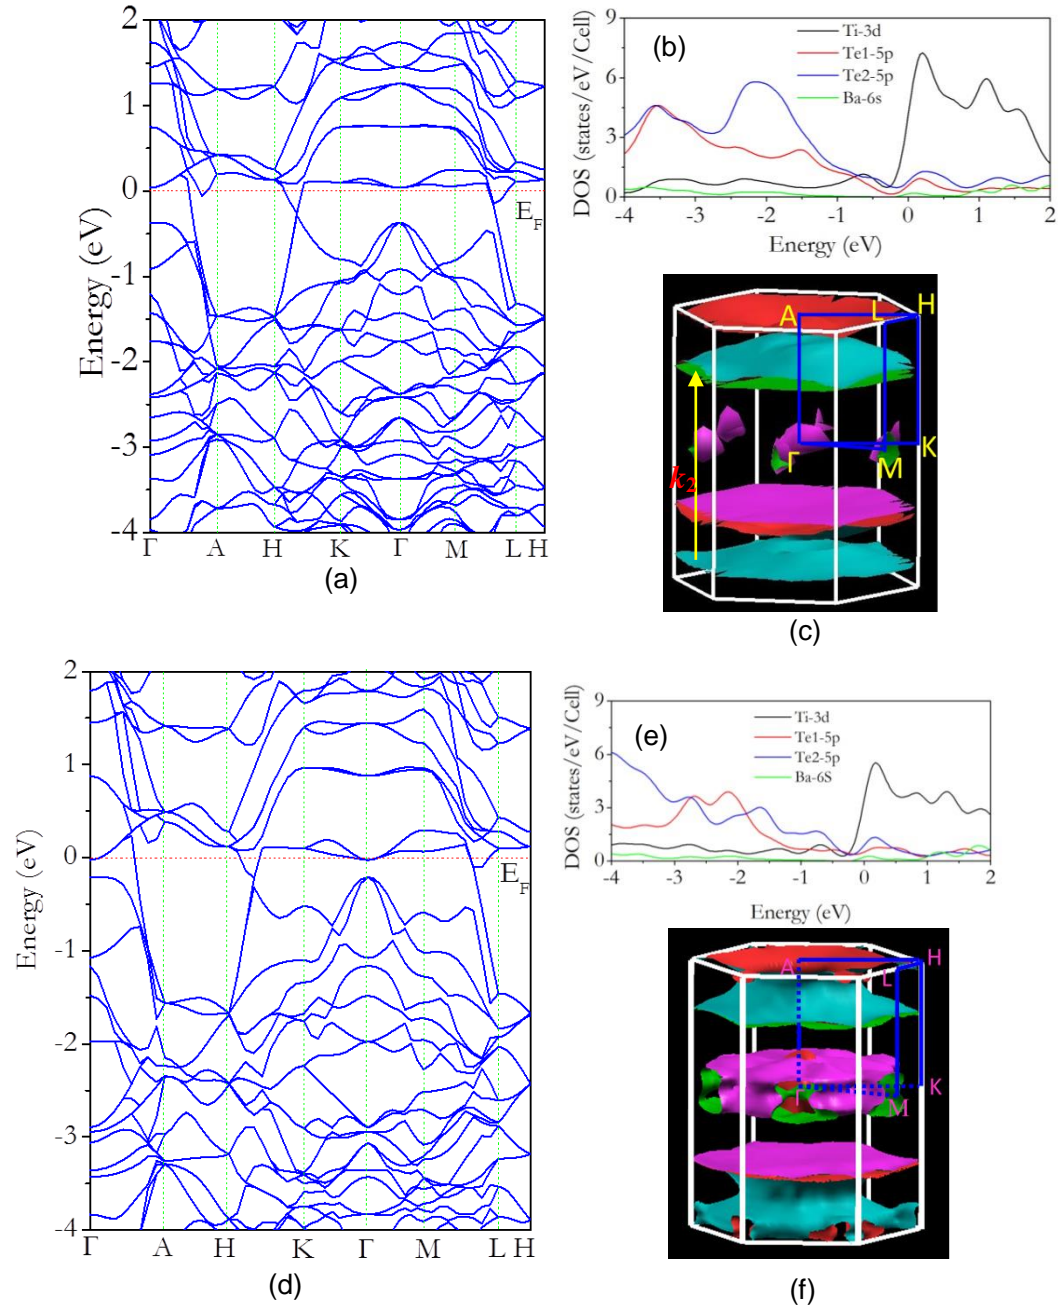 2
1
0
-1
-2
-3
-4
Energy (eV)
E_F
Γ A H K Γ M L H
(a)
(b)
Ti-3d
Te1-5p
Te2-5p
Ba-6s
9
6
3
0
DOS (states/eV/Cell)
-4 -3 -2 -1 0 1 2
Energy (eV)
A L H
k₂
Γ M K
(c)
2
1
0
-1
-2
-3
-4
Energy (eV)
E_F
Γ A H K Γ M L H
(d)
(e)
Ti-3d
Te1-5p
Te2-5p
Ba-6S
9
6
3
0
DOS (states/eV/Cell)
-4 -3 -2 -1 0 1 2
Energy (eV)
A L H
Γ M K
(f)